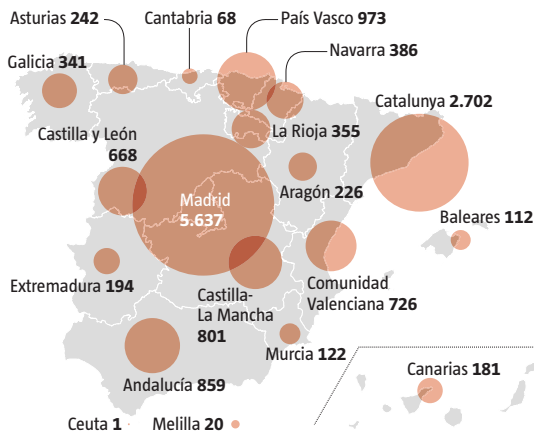 Asturias 242
Cantabria 68
País Vasco 973
Navarra 386
Galicia 341
Catalunya 2.702
Castilla y León
668
La Rioja 355
Aragón 226
Madrid
5.637
Baleares 112
Extremadura 194
Castilla-
La Mancha
801
Comunidad
Valenciana 726
Murcia 122
Andalucía 859
Canarias 181
Ceuta 1
Melilla 20